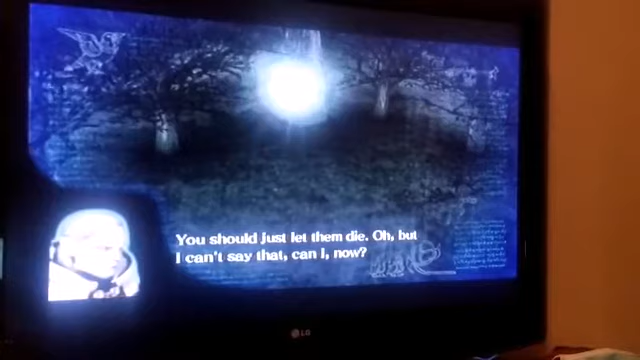 You should just let them die. Oh, but
I can't say that, can I, now?
LG